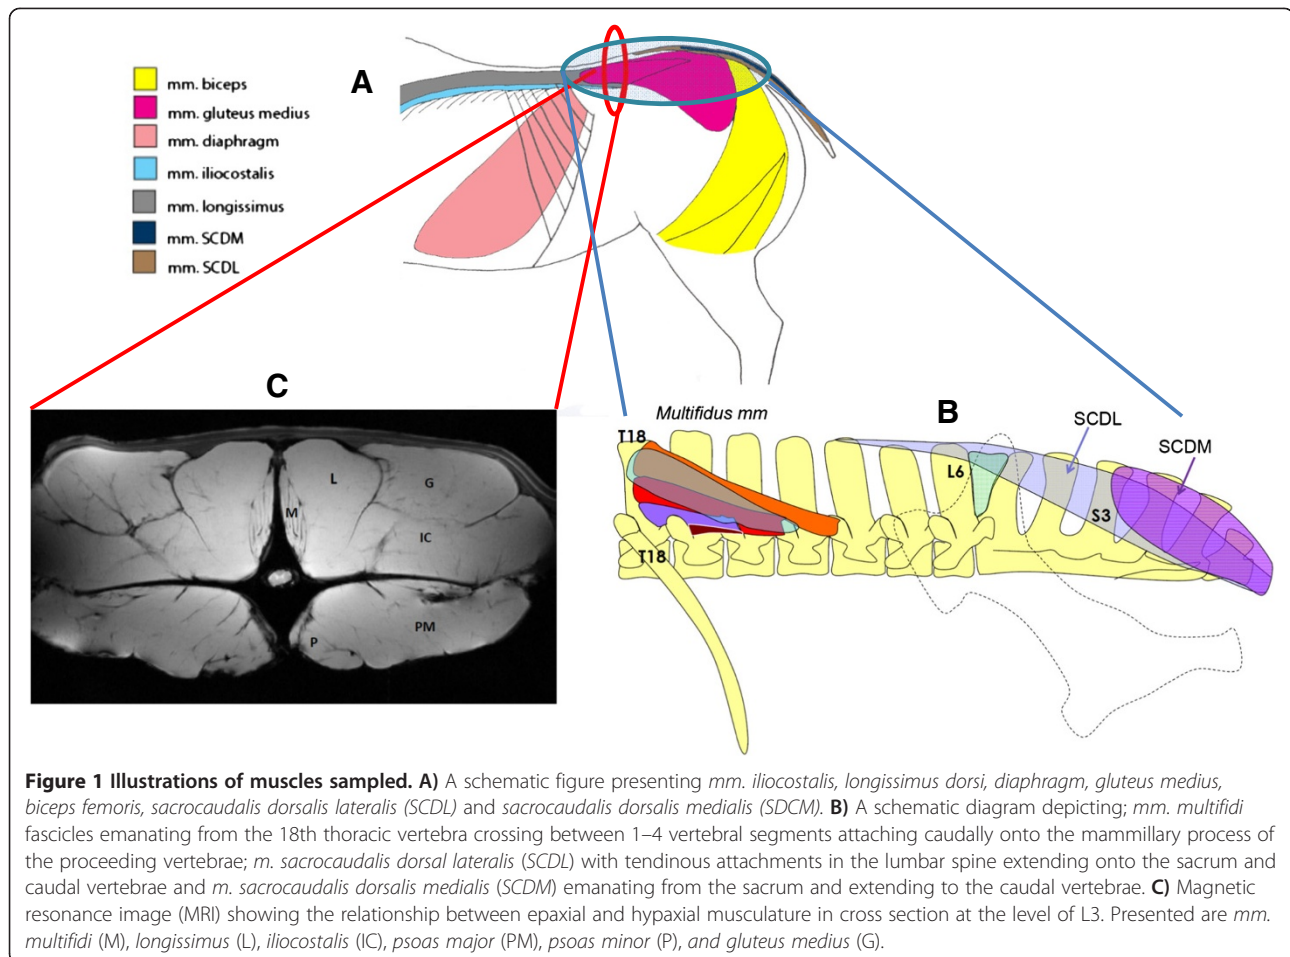 A
mm. biceps
mm. gluteus medius
mm. diaphragm
mm. iliocostalis
mm. longissimus
mm. SCDM
mm. SCDL
C
L
G
M
IC
P
PM
B
Multifidus mm
T18
T18
L6
S3
SCDL
SCDM
Figure 1 Illustrations of muscles sampled. A) A schematic figure presenting mm. iliocostalis, longissimus dorsi, diaphragm, gluteus medius,
biceps femoris, sacrocaudalis dorsalis lateralis (SCDL) and sacrocaudalis dorsalis medialis (SDCM). B) A schematic diagram depicting; mm. multifidi
fascicles emanating from the 18th thoracic vertebra crossing between 1–4 vertebral segments attaching caudally onto the mammillary process of
the proceeding vertebrae; m. sacrocaudalis dorsal lateralis (SCDL) with tendinous attachments in the lumbar spine extending onto the sacrum and
caudal vertebrae and m. sacrocaudalis dorsalis medialis (SCDM) emanating from the sacrum and extending to the caudal vertebrae. C) Magnetic
resonance image (MRI) showing the relationship between epaxial and hypaxial musculature in cross section at the level of L3. Presented are mm.
multifidi (M), longissimus (L), iliocostalis (IC), psoas major (PM), psoas minor (P), and gluteus medius (G).